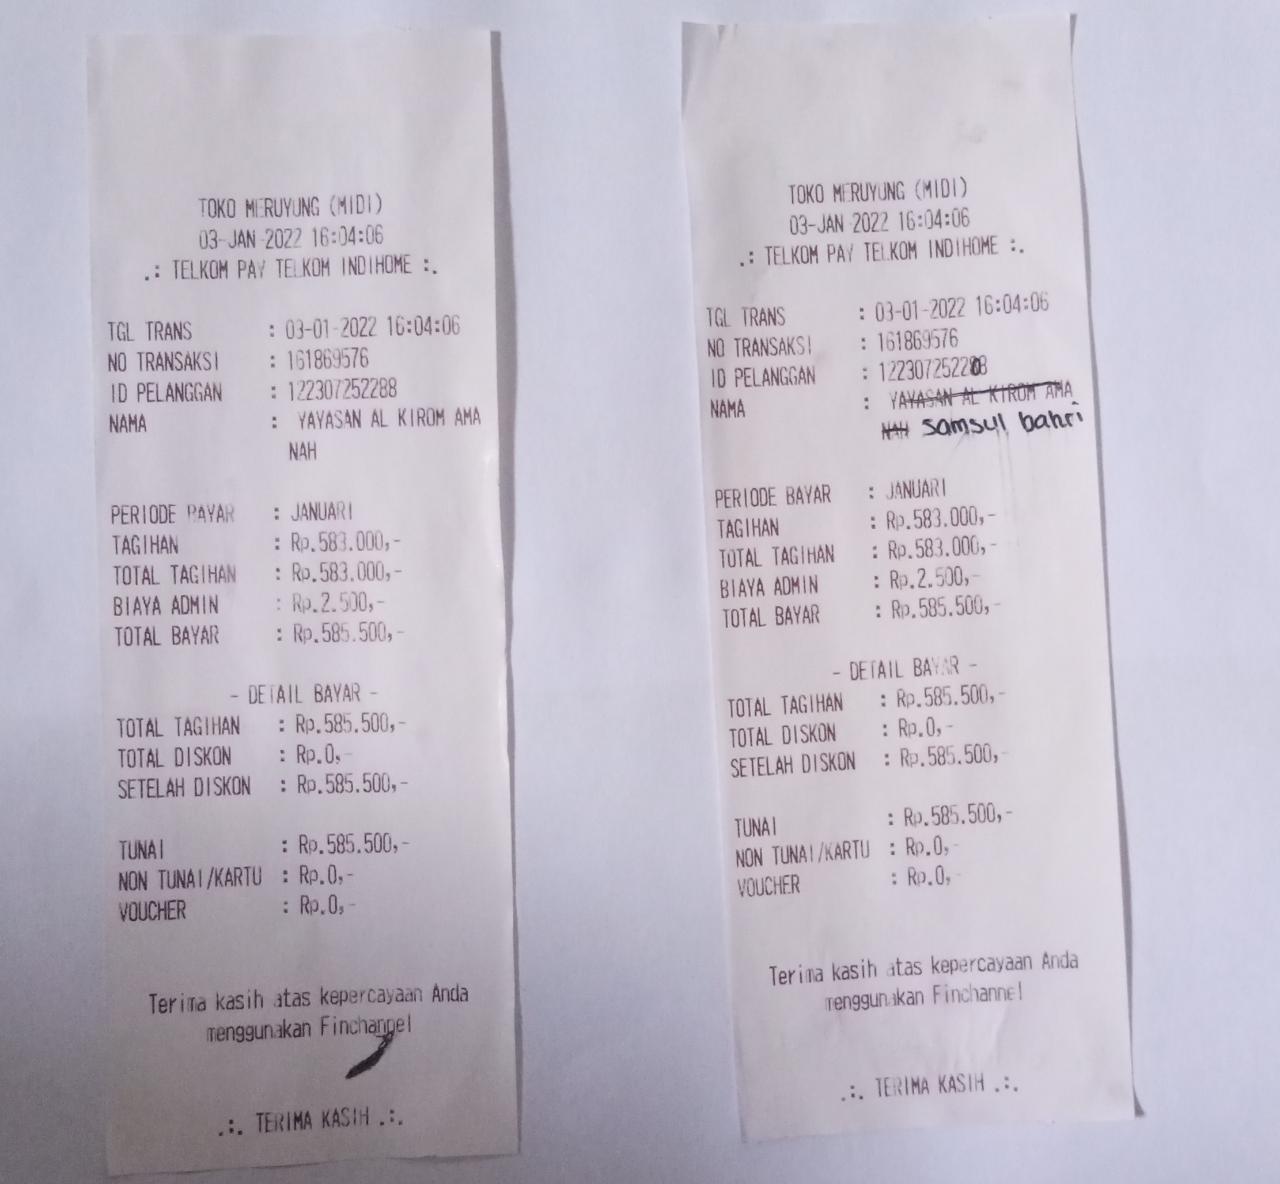 TOKO MERUYUNG (MIDI)
03-JAN-2022 16:04:06
.: TELKOM PAY TELKOM INDIHOME :.
TGL TRANS : 03-01-2022 16:04:06
NO TRANSAKSI : 161869576
ID PELANGGAN : 122307252288
NAMA : YAYASAN AL KIROM AMA
NAH
PERIODE BAYAR : JANUARI
TAGIHAN : Rp.583.000,-
TOTAL TAGIHAN : Rp.583.000,-
BIAYA ADMIN : Rp.2.500,-
TOTAL BAYAR : Rp.585.500,-
- DETAIL BAYAR -
TOTAL TAGIHAN : Rp.585.500,-
TOTAL DISKON : Rp.0,-
SETELAH DISKON : Rp.585.500,-
TUNAI : Rp.585.500,-
NON TUNAI/KARTU : Rp.0,-
VOUCHER : Rp.0,-
Terima kasih atas kepercayaan Anda
menggunakan Finchannel
.:. TERIMA KASIH .:.
TOKO MERUYUNG (MIDI)
03-JAN-2022 16:04:06
.: TELKOM PAY TELKOM INDIHOME :.
TGL TRANS : 03-01-2022 16:04:06
NO TRANSAKSI : 161869576
ID PELANGGAN : 122307252208
NAMA : YAYASAN AL KIROM AMA
NAH samsul bahri
PERIODE BAYAR : JANUARI
TAGIHAN : Rp.583.000,-
TOTAL TAGIHAN : Rp.583.000,-
BIAYA ADMIN : Rp.2.500,-
TOTAL BAYAR : Rp.585.500,-
- DETAIL BAYAR -
TOTAL TAGIHAN : Rp.585.500,-
TOTAL DISKON : Rp.0,-
SETELAH DISKON : Rp.585.500,-
TUNAI : Rp.585.500,-
NON TUNAI/KARTU : Rp.0,-
VOUCHER : Rp.0,-
Terima kasih atas kepercayaan Anda
menggunakan Finchannel
.:. TERIMA KASIH .:.